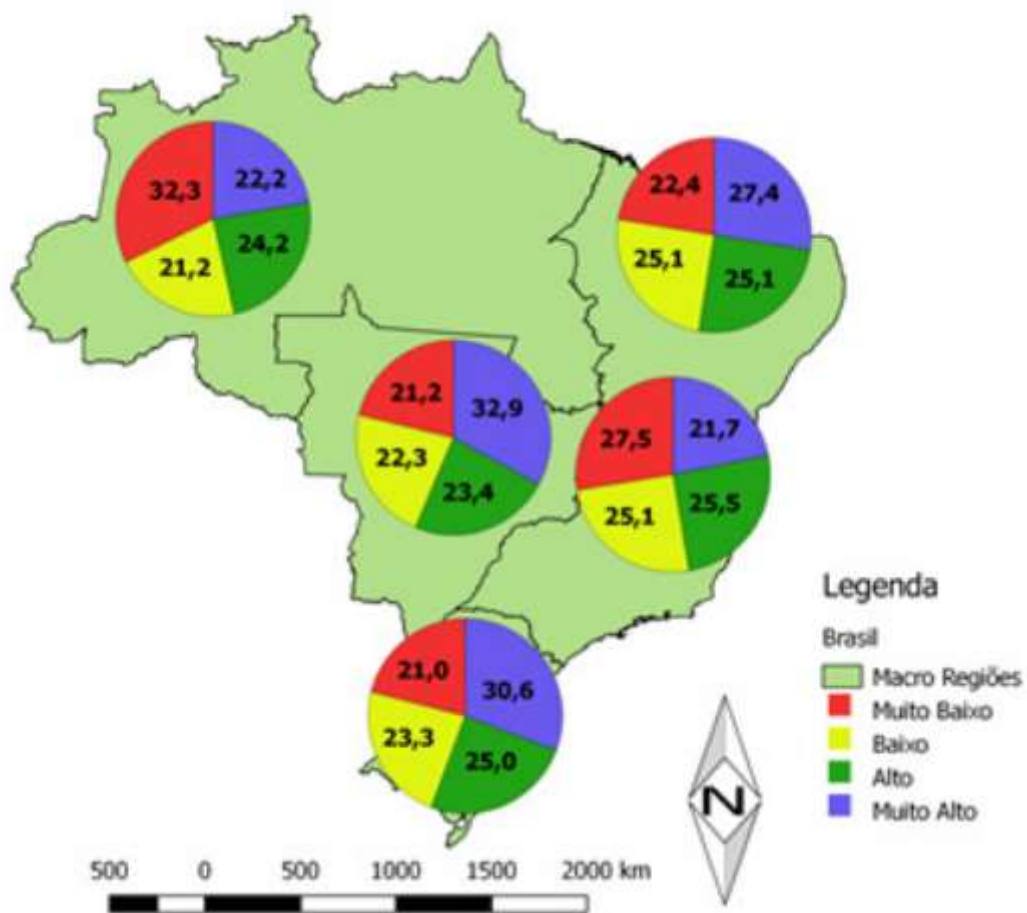 32,3
22,2
24,2
21,2
22,4
27,4
25,1
25,1
21,2
32,9
22,3
23,4
27,5
21,7
25,1
25,5
21,0
30,6
23,3
25,0
Legenda
Brasil
Macro Regiões
Muito Baixo
Baixo
Alto
Muito Alto
N
500 0 500 1000 1500 2000 km